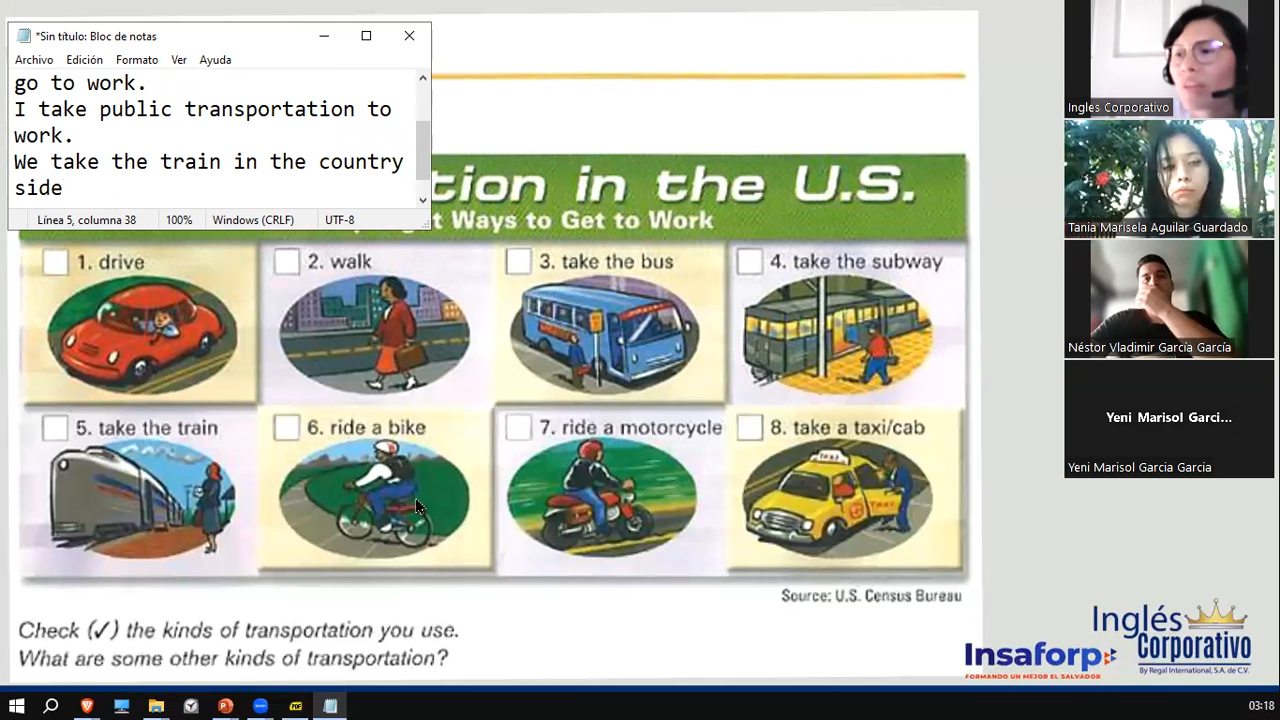 *Sin título: Bloc de notas
Archivo Edición Formato Ver Ayuda
go to work.
I take public transportation to
work.
We take the train in the country
side
Línea 5, columna 38 100% Windows (CRLF) UTF-8
tion in the U.S.
t Ways to Get to Work
1. drive
2. walk
3. take the bus
4. take the subway
5. take the train
6. ride a bike
7. ride a motorcycle
8. take a taxi/cab
TAXI
TAXI
Source: U.S. Census Bureau
Check (✓) the kinds of transportation you use.
What are some other kinds of transportation?
Insaforp
FORMANDO UN MEJOR EL SALVADOR
Inglés
Corporativo
By Regal International, S.A. de C.V.
Ingles Corporativo
Tania Marisela Aguilar Guardado
Néstor Vladimir García García
Yeni Marisol Garci...
Yeni Marisol Garcia Garcia
03:18